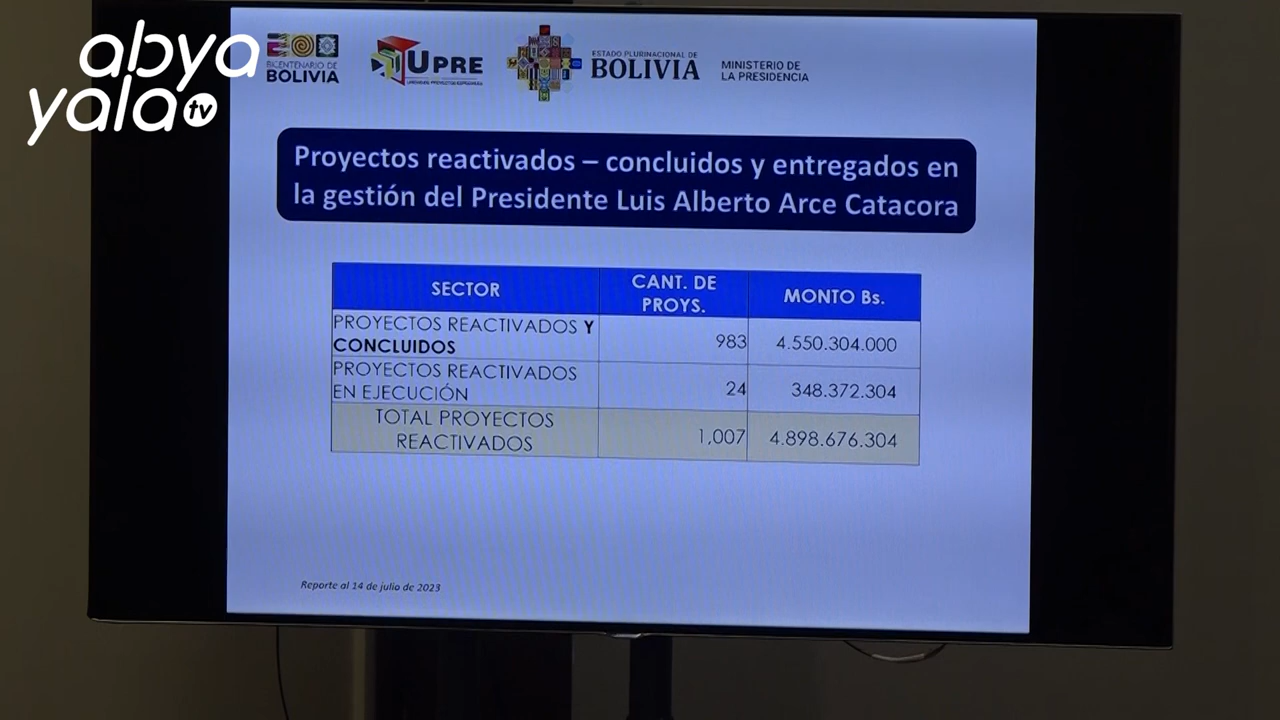 abya
yala tv
BICENTENARIO DE
BOLIVIA
UPRE
ESTADO PLURINACIONAL DE
BOLIVIA
MINISTERIO DE
LA PRESIDENCIA
Proyectos reactivados – concluidos y entregados en
la gestión del Presidente Luis Alberto Arce Catacora
SECTOR
CANT. DE
PROYS.
MONTO Bs.
PROYECTOS REACTIVADOS Y
CONCLUIDOS
983
4.550.304.000
PROYECTOS REACTIVADOS
EN EJECUCIÓN
24
348.372.304
TOTAL PROYECTOS
REACTIVADOS
1,007
4.898.676.304
Reporte al 14 de julio de 2023